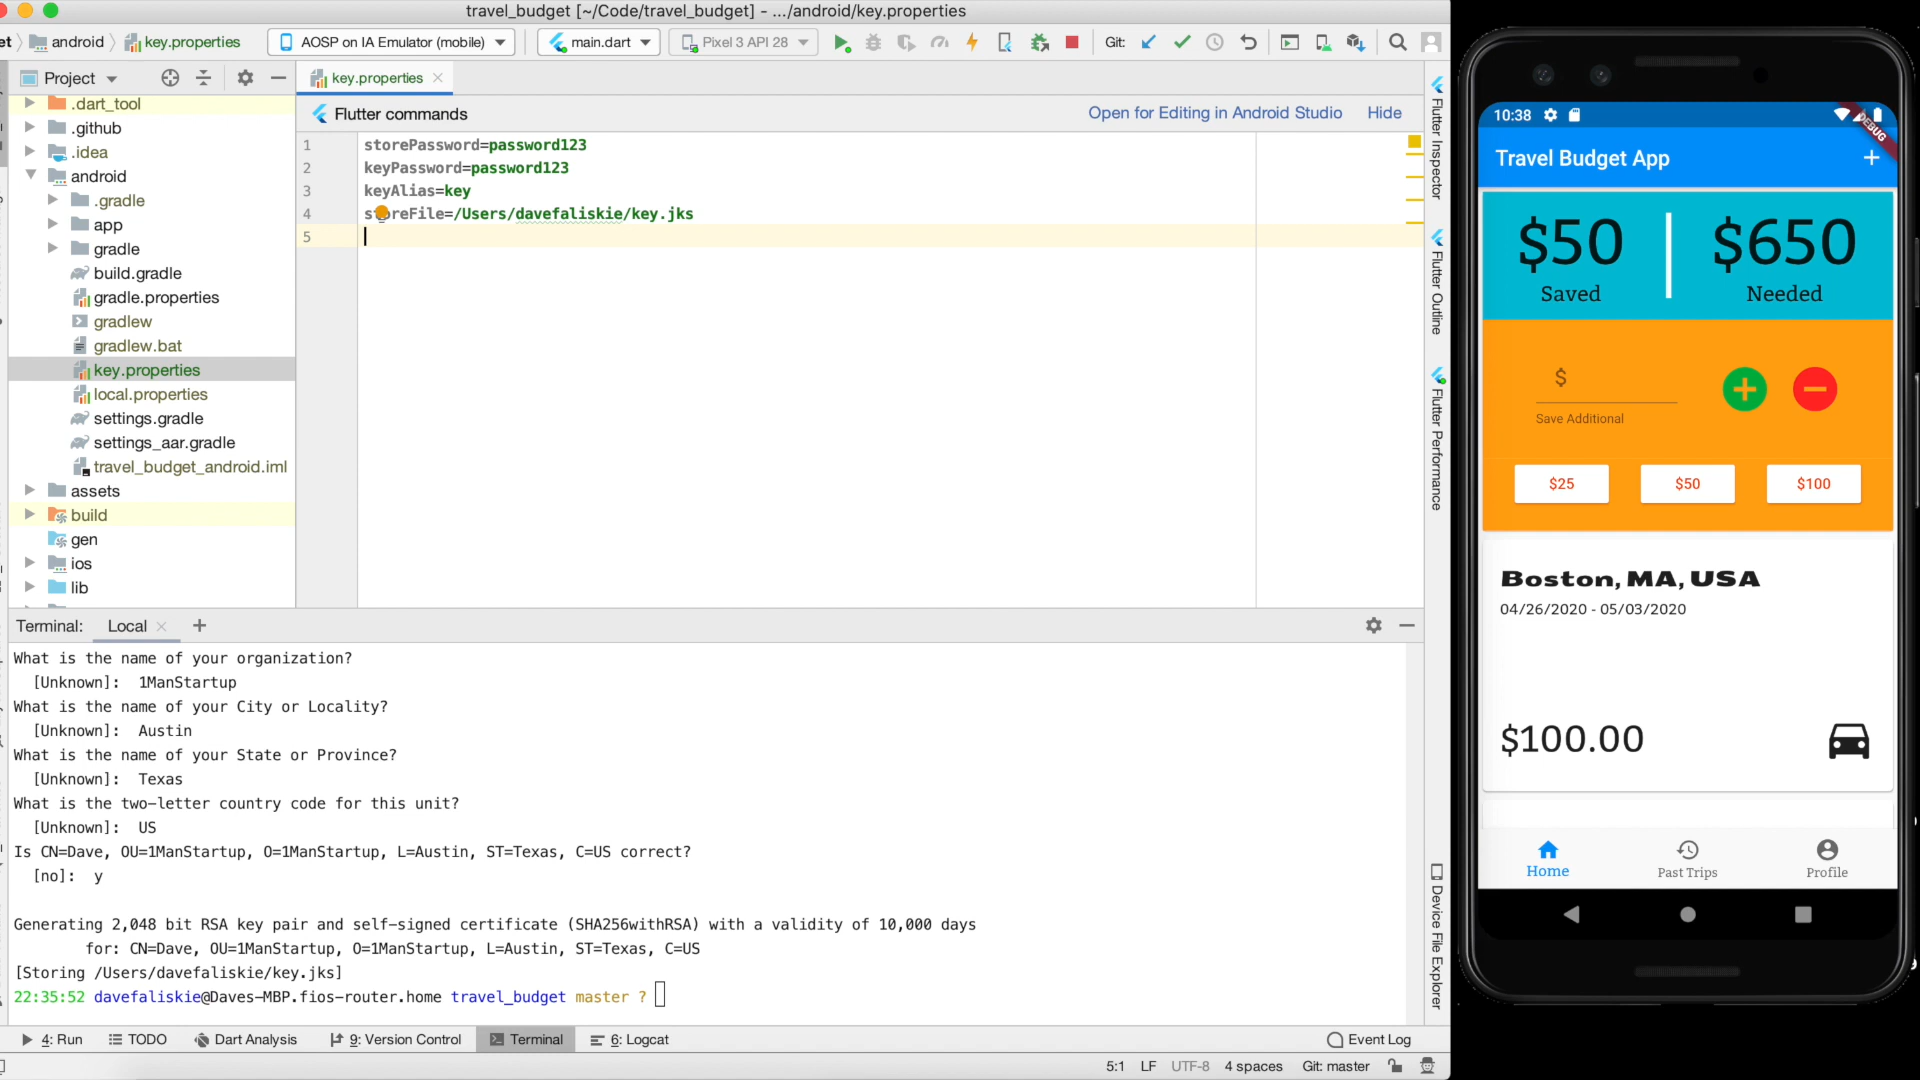 travel_budget [~/Code/travel_budget] - .../android/key.properties
et android key.properties AOSP on IA Emulator (mobile) main.dart Pixel 3 API 28 Git:
Project
key.properties
Flutter commands Open for Editing in Android Studio Hide
.dart_tool
.github
.idea
android
.gradle
app
gradle
build.gradle
gradle.properties
gradlew
gradlew.bat
key.properties
local.properties
settings.gradle
settings_aar.gradle
travel_budget_android.iml
assets
build
gen
ios
lib
1 storePassword=password123
2 keyPassword=password123
3 keyAlias=key
4 storeFile=/Users/davefaliskie/key.jks
5
Flutter Inspector
Flutter Outline
Flutter Performance
Device File Explorer
Terminal: Local
What is the name of your organization?
[Unknown]: 1ManStartup
What is the name of your City or Locality?
[Unknown]: Austin
What is the name of your State or Province?
[Unknown]: Texas
What is the two-letter country code for this unit?
[Unknown]: US
Is CN=Dave, OU=1ManStartup, O=1ManStartup, L=Austin, ST=Texas, C=US correct?
[no]: y
Generating 2,048 bit RSA key pair and self-signed certificate (SHA256withRSA) with a validity of 10,000 days
for: CN=Dave, OU=1ManStartup, O=1ManStartup, L=Austin, ST=Texas, C=US
[Storing /Users/davefaliskie/key.jks]
22:35:52 davefaliskie@Daves-MBP.fios-router.home travel_budget master ?
4: Run TODO Dart Analysis 9: Version Control Terminal 6: Logcat Event Log
5:1 LF UTF-8 4 spaces Git: master
10:38
DEBUG
Travel Budget App
$50 $650
Saved Needed
$
Save Additional
$25 $50 $100
Boston, MA, USA
04/26/2020 - 05/03/2020
$100.00
Home Past Trips Profile